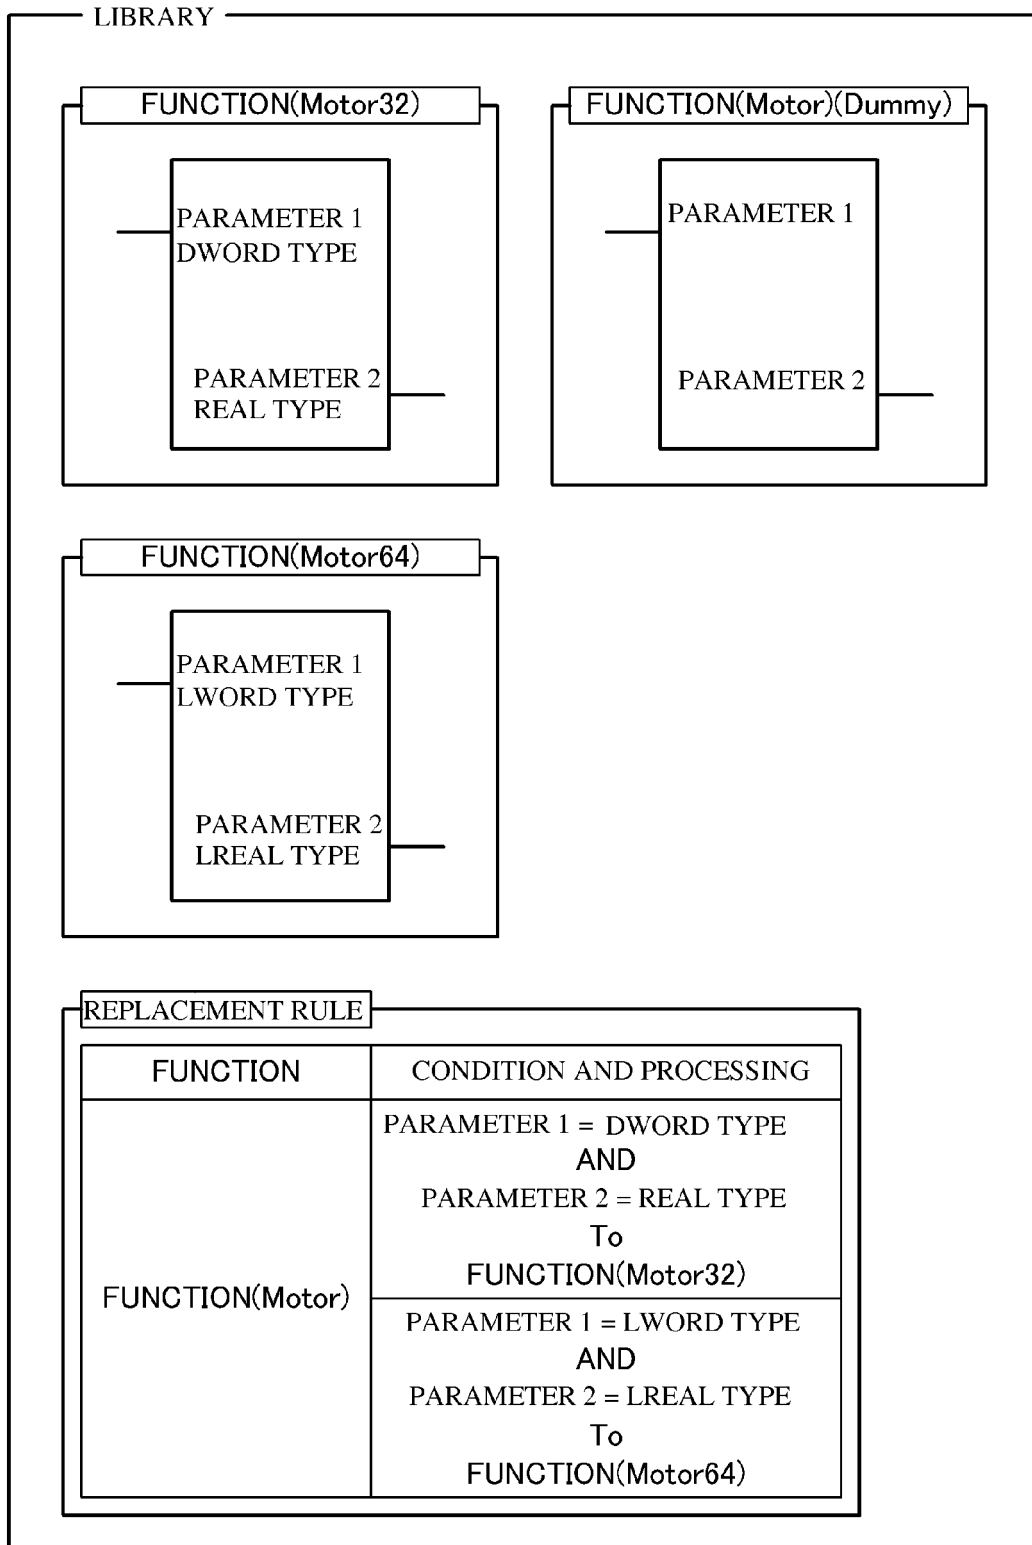 LIBRARY
FUNCTION(Motor32)
PARAMETER 1
DWORD TYPE
PARAMETER 2
REAL TYPE
FUNCTION(Motor)(Dummy)
PARAMETER 1
PARAMETER 2
FUNCTION(Motor64)
PARAMETER 1
LWORD TYPE
PARAMETER 2
LREAL TYPE
REPLACEMENT RULE
FUNCTION
CONDITION AND PROCESSING
FUNCTION(Motor)
PARAMETER 1 = DWORD TYPE
AND
PARAMETER 2 = REAL TYPE
To
FUNCTION(Motor32)
PARAMETER 1 = LWORD TYPE
AND
PARAMETER 2 = LREAL TYPE
To
FUNCTION(Motor64)